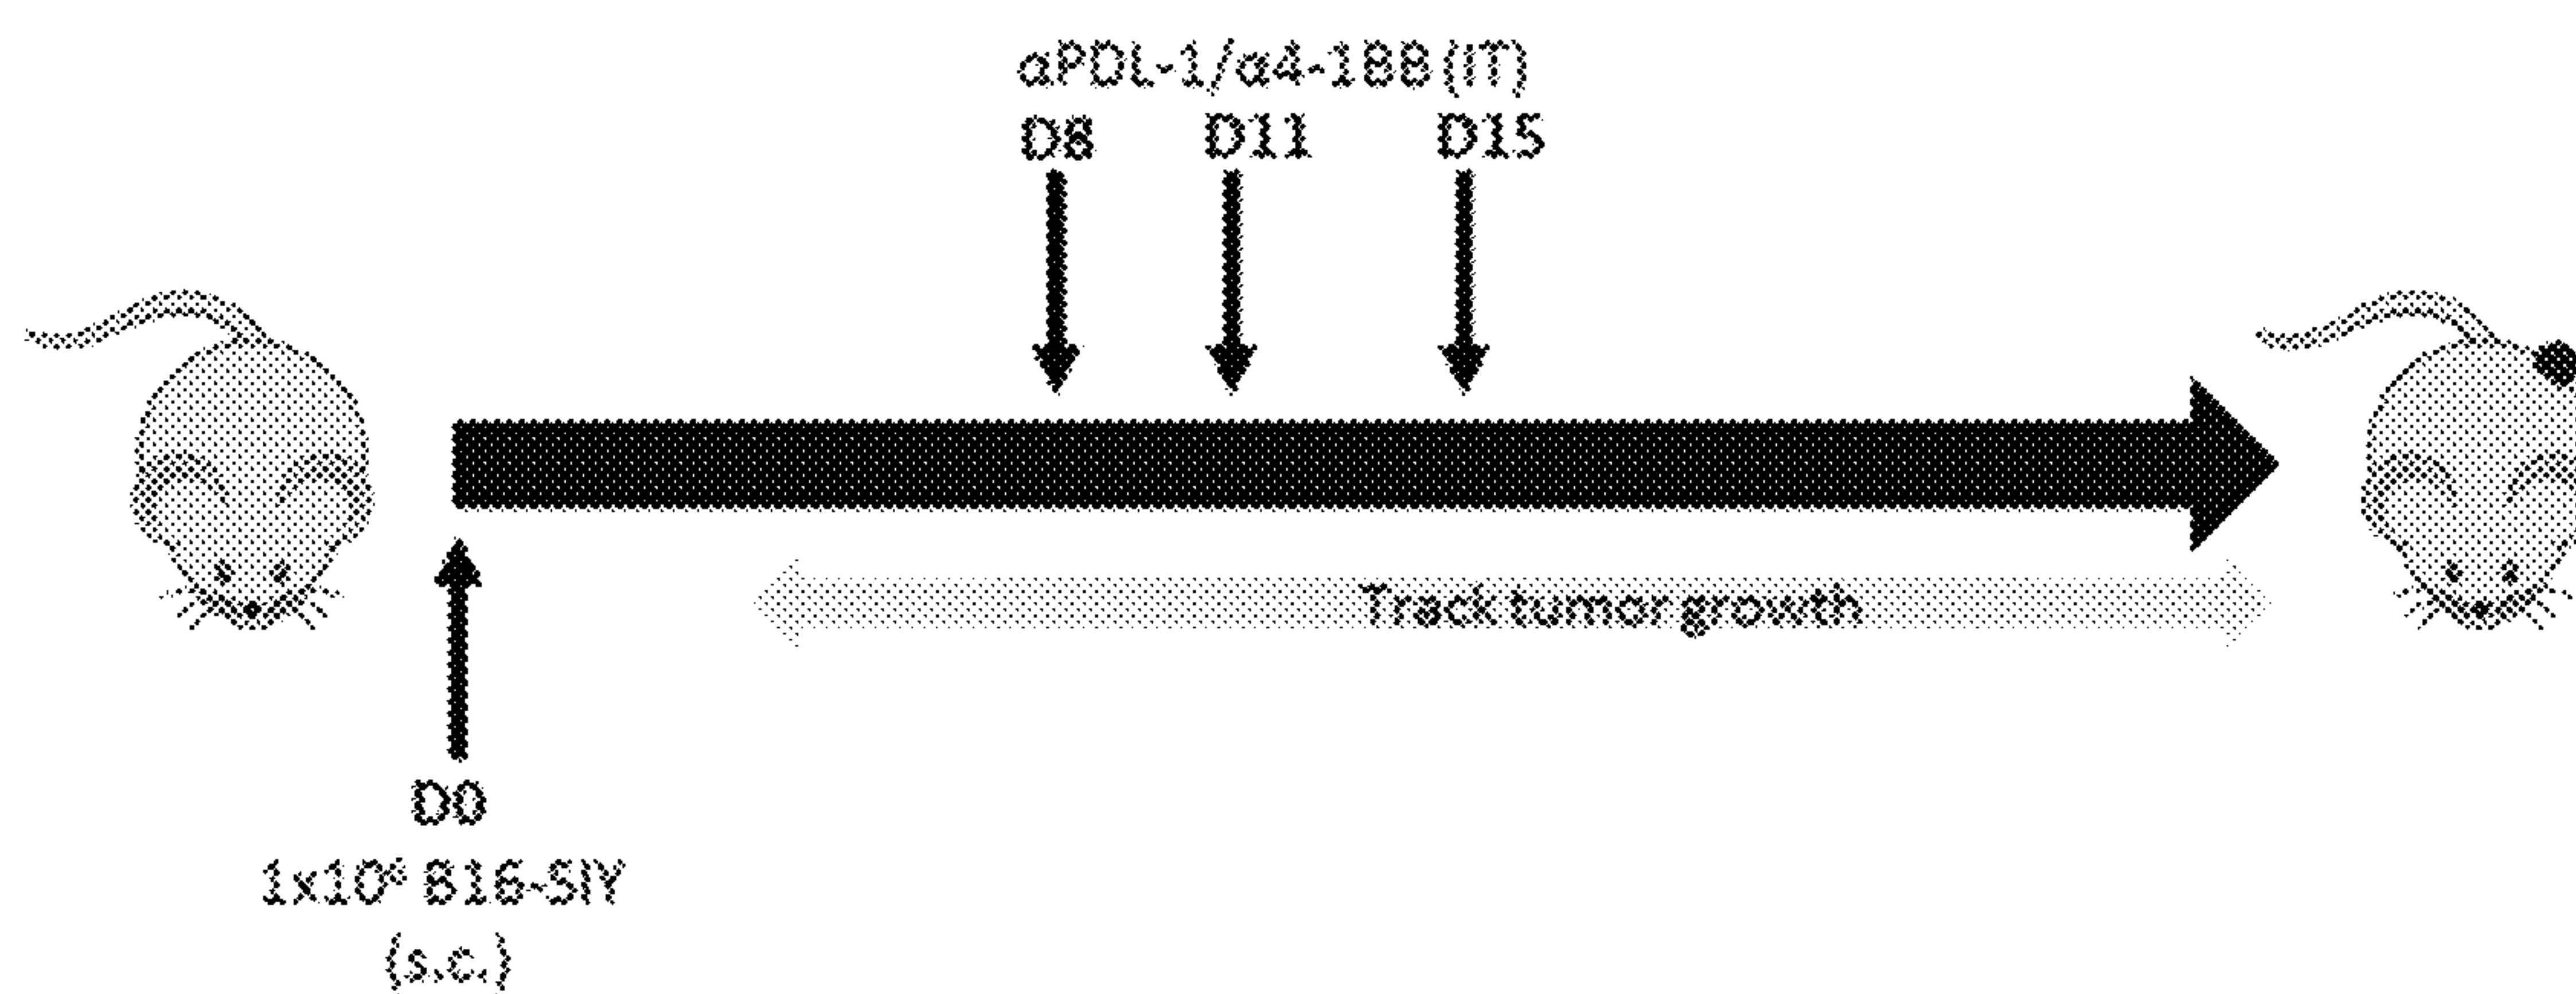 αPDL-1/α4-1BB (IT)
D8 D11 D15
Track tumor growth
D0
1x10⁶ B16-SIY
(s.c.)